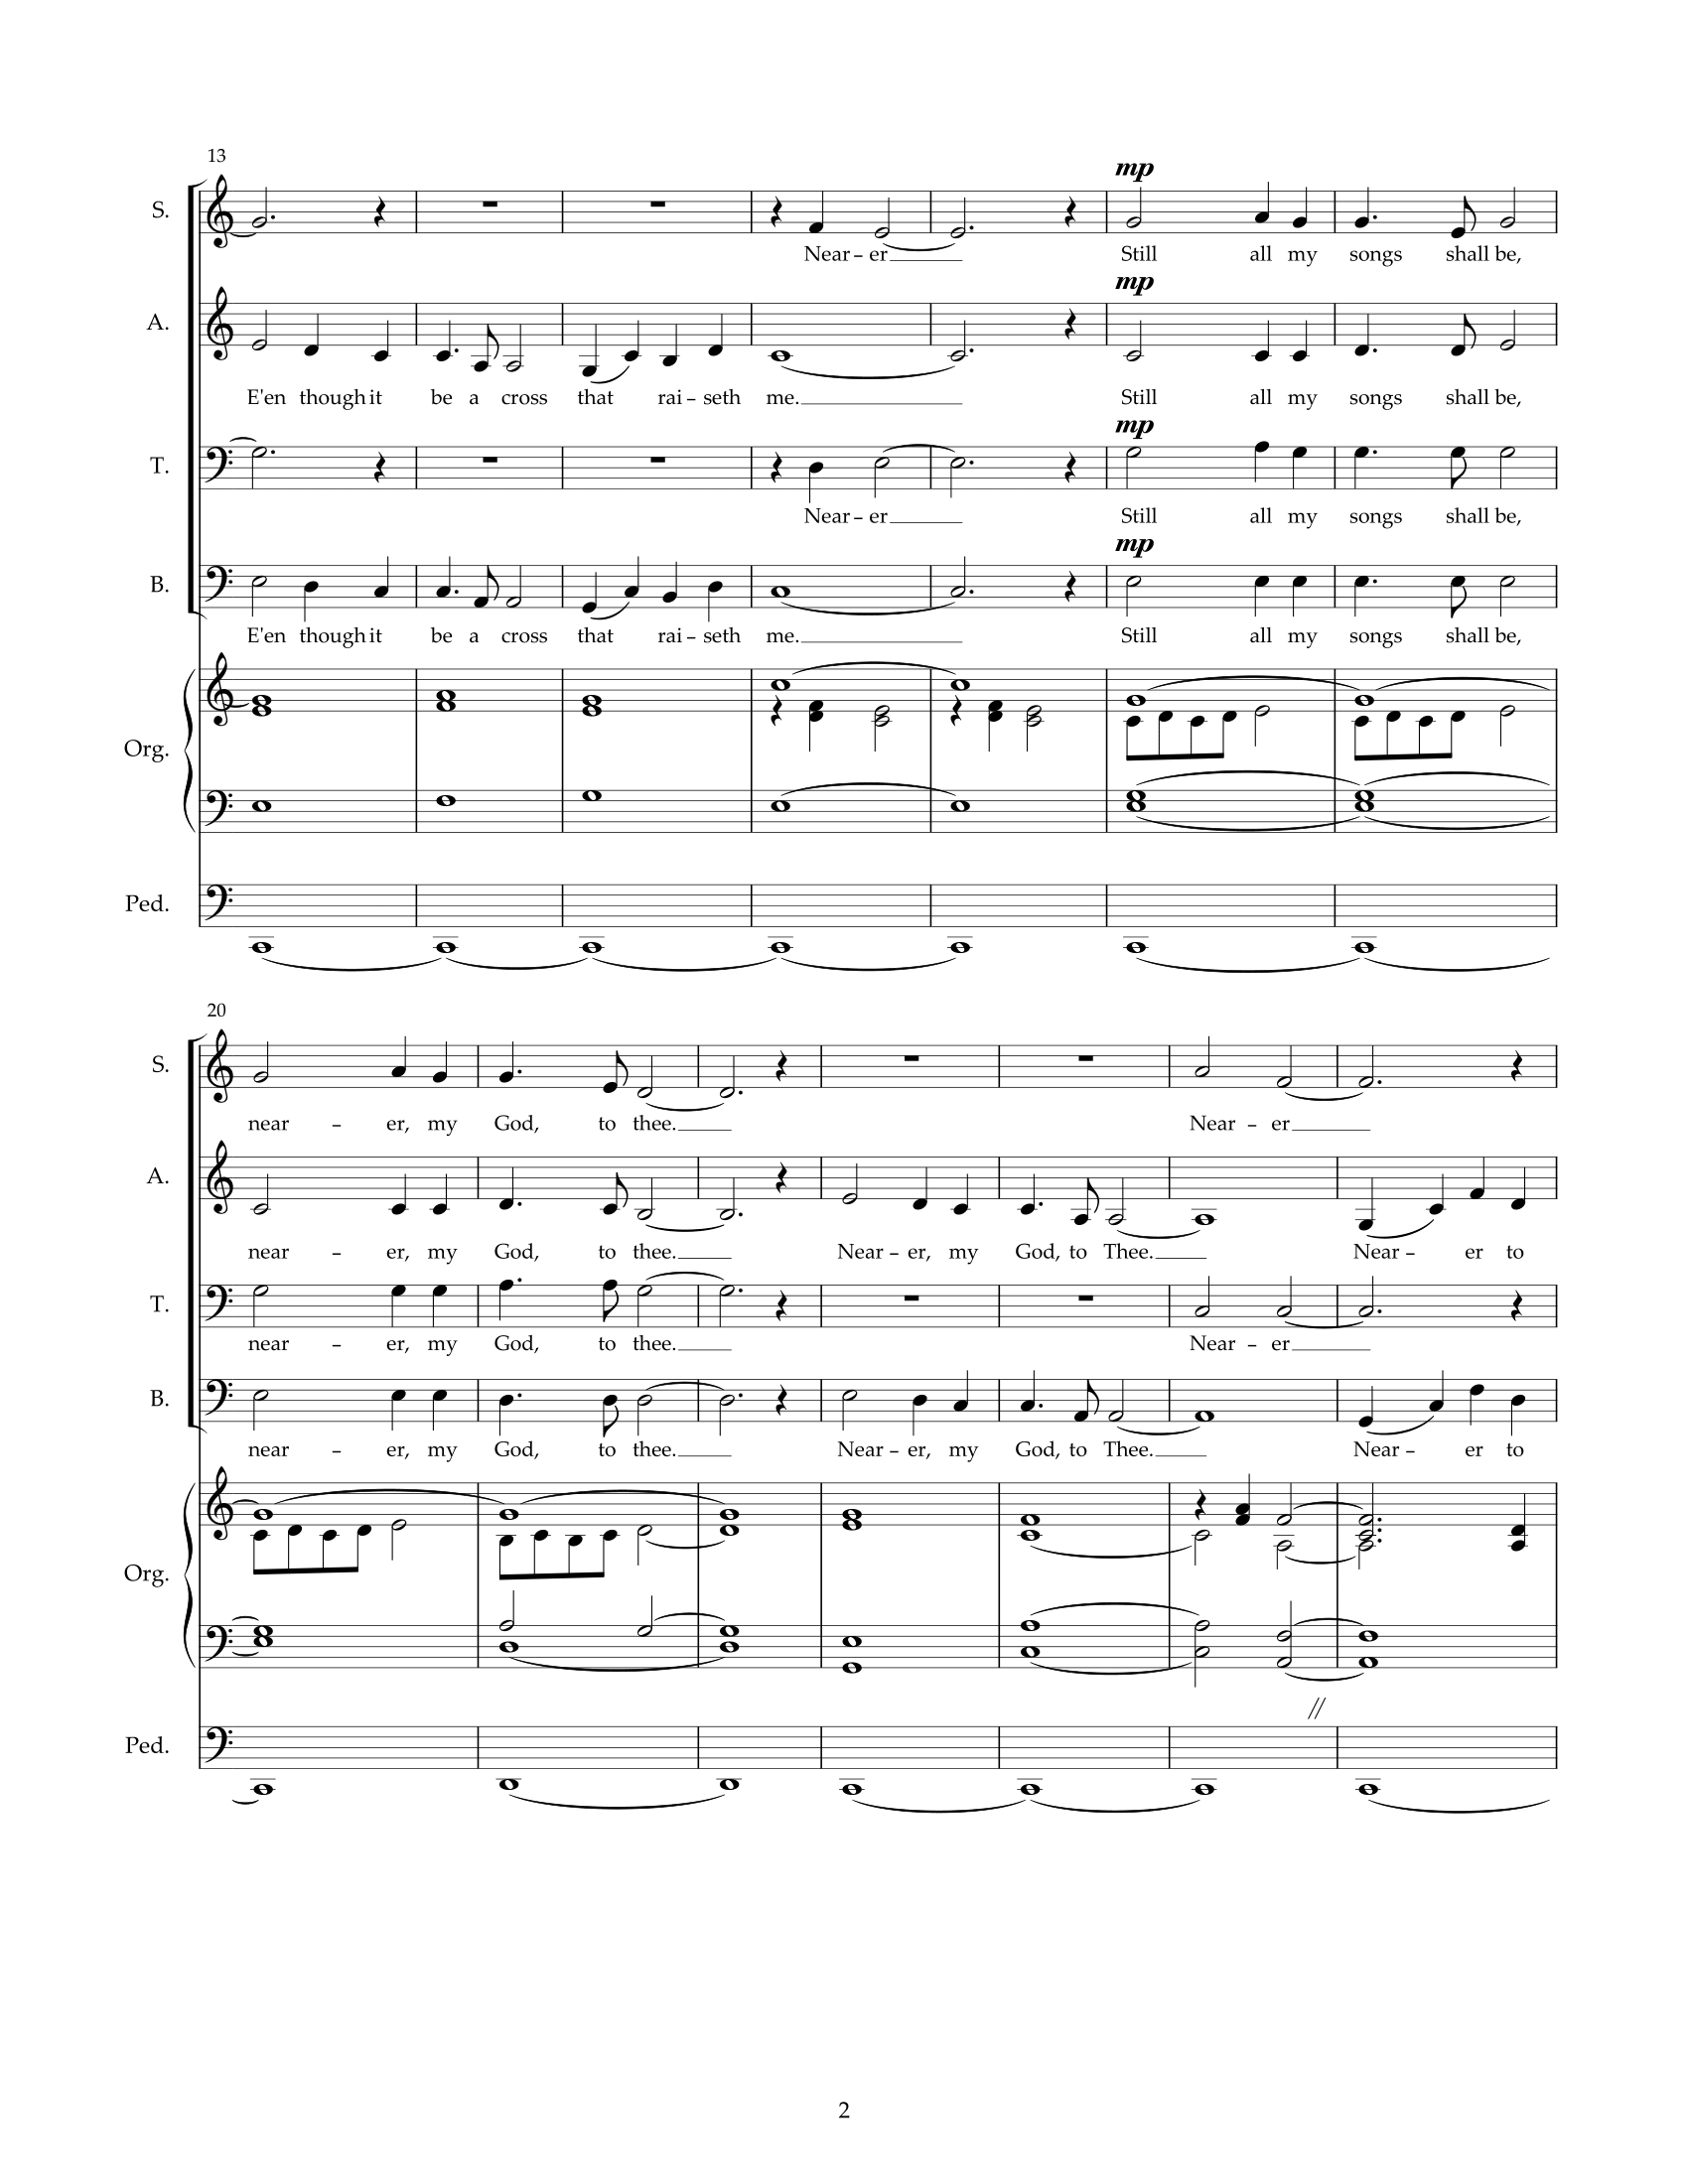 13
mp
S.
Near – er
Still all my songs shall be,
mp
A.
E'en though it be a cross that rai – seth me.
Still all my songs shall be,
mp
T.
Near – er
Still all my songs shall be,
mp
B.
E'en though it be a cross that rai – seth me.
Still all my songs shall be,
Org.
Ped.
20
S.
near – er, my God, to thee.
Near – er
A.
near – er, my God, to thee.
Near – er, my God, to Thee.
Near – er to
T.
near – er, my God, to thee.
Near – er
B.
near – er, my God, to thee.
Near – er, my God, to Thee.
Near – er to
Org.
Ped.
2